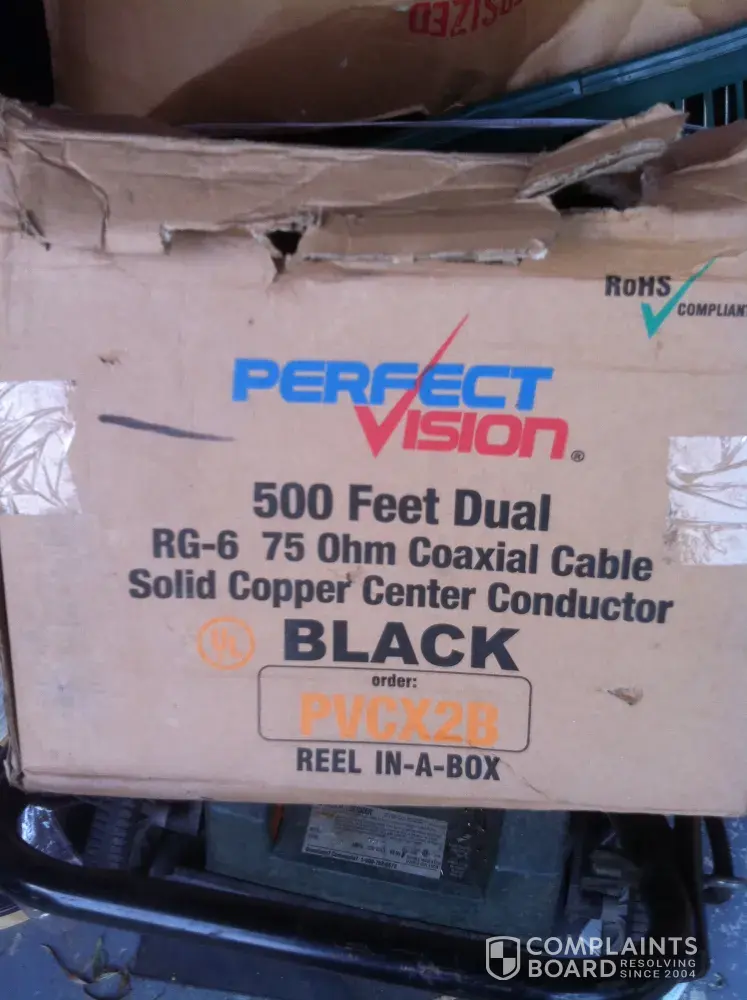 RoHS
COMPLIANT
PERFECT
VISION®
500 Feet Dual
RG-6 75 Ohm Coaxial Cable
Solid Copper Center Conductor
UL
BLACK
order:
PVCX2B
REEL IN-A-BOX
COMPLAINTS
BOARD RESOLVING
SINCE 2004